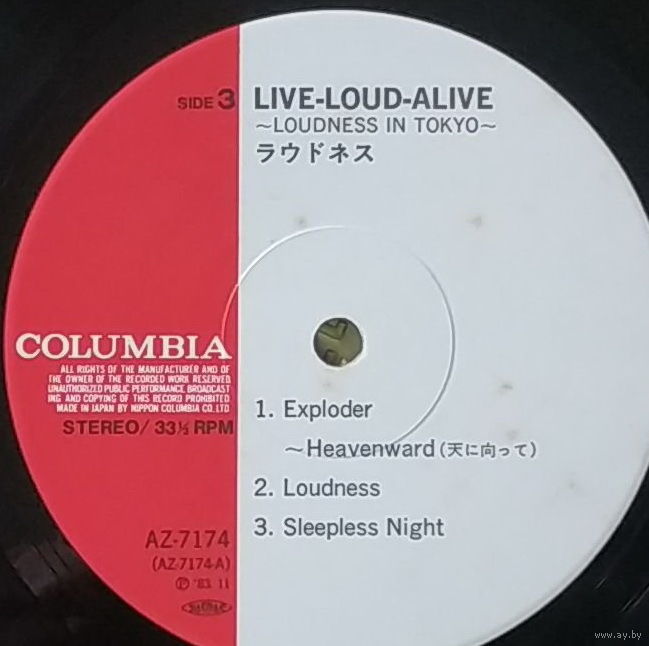 SIDE 3
LIVE-LOUD-ALIVE
~LOUDNESS IN TOKYO~
ラウドネス
COLUMBIA
ALL RIGHTS OF THE MANUFACTURER AND OF
THE OWNER OF THE RECORDED WORK RESERVED
UNAUTHORIZED PUBLIC PERFORMANCE BROADCAST
ING AND COPYING OF THIS RECORD PROHIBITED
MADE IN JAPAN BY NIPPON COLUMBIA CO. LTD
STEREO/ 33⅓ RPM
1. Exploder
~Heavenward (天に向って)
2. Loudness
3. Sleepless Night
AZ-7174
(AZ-7174-A)
Ⓟ '83. 11
www.ay.by